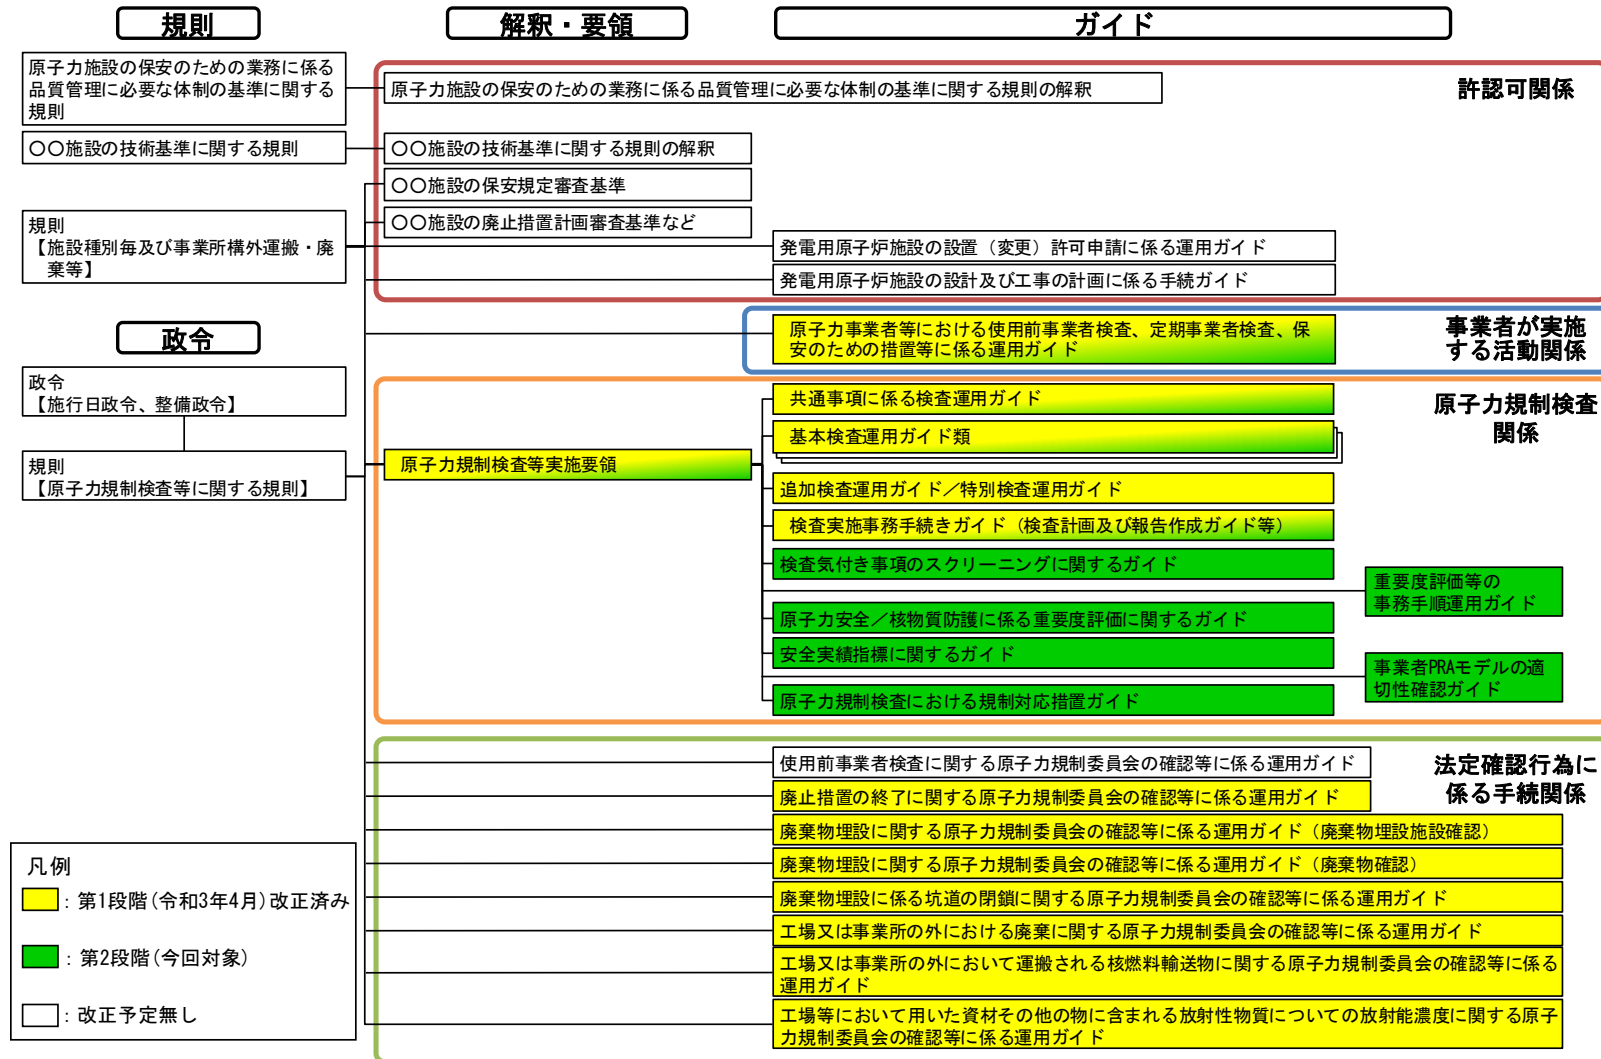 規則
解釈・要領
ガイド
原子力施設の保安のための業務に係る
品質管理に必要な体制の基準に関する
規則
原子力施設の保安のための業務に係る品質管理に必要な体制の基準に関する規則の解釈
許認可関係
〇〇施設の技術基準に関する規則
〇〇施設の技術基準に関する規則の解釈
〇〇施設の保安規定審査基準
〇〇施設の廃止措置計画審査基準など
規則
【施設種別毎及び事業所構外運搬・廃
棄等】
発電用原子炉施設の設置（変更）許可申請に係る運用ガイド
発電用原子炉施設の設計及び工事の計画に係る手続ガイド
政令
原子力事業者等における使用前事業者検査、定期事業者検査、保
安のための措置等に係る運用ガイド
事業者が実施
する活動関係
政令
【施行日政令、整備政令】
規則
【原子力規制検査等に関する規則】
原子力規制検査等実施要領
共通事項に係る検査運用ガイド
基本検査運用ガイド類
追加検査運用ガイド／特別検査運用ガイド
検査実施事務手続きガイド（検査計画及び報告作成ガイド等）
検査気付き事項のスクリーニングに関するガイド
重要度評価等の
事務手順運用ガイド
原子力安全／核物質防護に係る重要度評価に関するガイド
安全実績指標に関するガイド
事業者PRAモデルの適
切性確認ガイド
原子力規制検査における規制対応措置ガイド
原子力規制検査
関係
使用前事業者検査に関する原子力規制委員会の確認等に係る運用ガイド
廃止措置の終了に関する原子力規制委員会の確認等に係る運用ガイド
廃棄物埋設に関する原子力規制委員会の確認等に係る運用ガイド（廃棄物埋設施設確認）
廃棄物埋設に関する原子力規制委員会の確認等に係る運用ガイド（廃棄物確認）
廃棄物埋設に係る坑道の閉鎖に関する原子力規制委員会の確認等に係る運用ガイド
工場又は事業所の外における廃棄に関する原子力規制委員会の確認等に係る運用ガイド
工場又は事業所の外において運搬される核燃料輸送物に関する原子力規制委員会の確認等に係る
運用ガイド
工場等において用いた資材その他の物に含まれる放射性物質についての放射能濃度に関する原子
力規制委員会の確認等に係る運用ガイド
法定確認行為に
係る手続関係
凡例
：第1段階（令和3年4月）改正済み
：第2段階（今回対象）
：改正予定無し